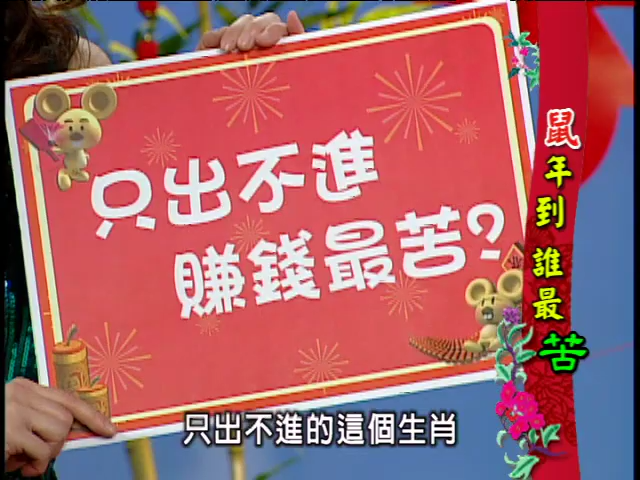 只出不進
賺錢最苦?
鼠年到 誰最苦
只出不進的這個生肖